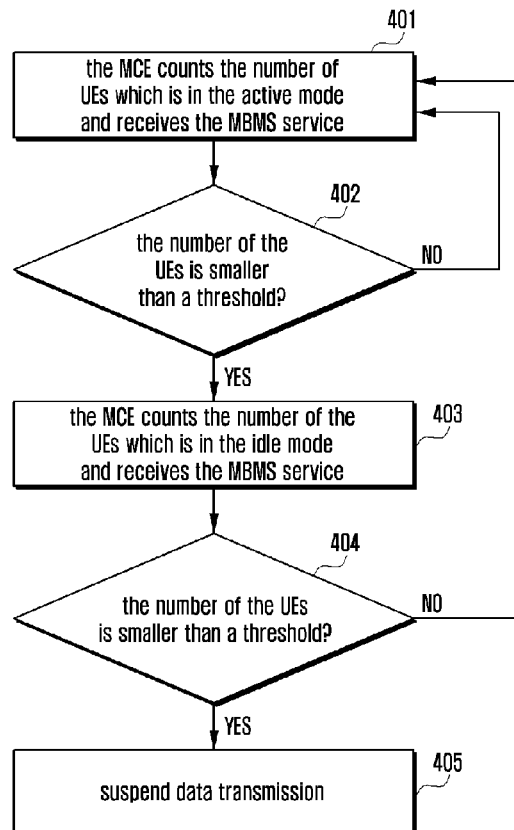 401
the MCE counts the number of
UEs which is in the active mode
and receives the MBMS service
402
the number of the
UEs is smaller
than a threshold?
NO
YES
the MCE counts the number of the
UEs which is in the idle mode
and receives the MBMS service
403
404
the number of the UEs
is smaller than a threshold?
NO
YES
suspend data transmission
405